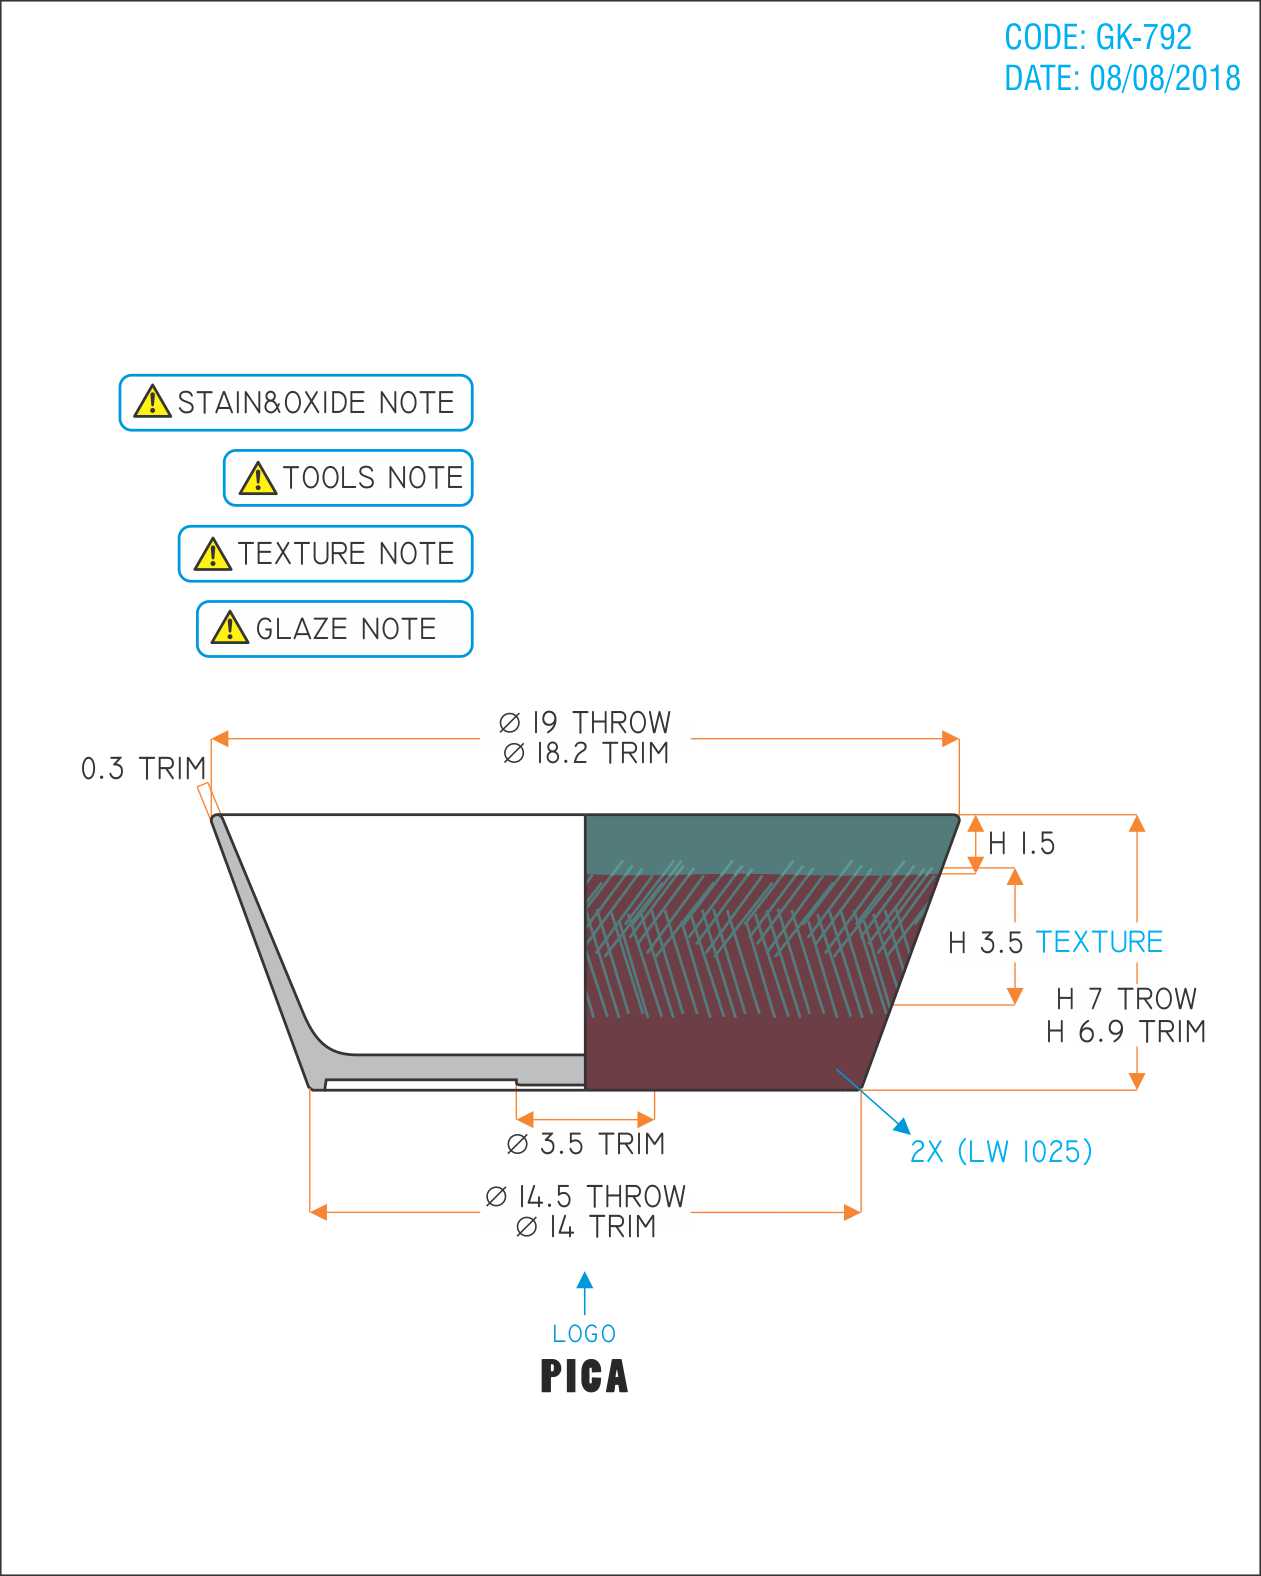 CODE: GK-792
DATE: 08/08/2018
STAIN&OXIDE NOTE
TOOLS NOTE
TEXTURE NOTE
GLAZE NOTE
Ø 19 THROW
Ø 18.2 TRIM
0.3 TRIM
H 1.5
H 3.5 TEXTURE
H 7 TROW
H 6.9 TRIM
Ø 3.5 TRIM
2X (LW 1025)
Ø 14.5 THROW
Ø 14 TRIM
LOGO
PICA